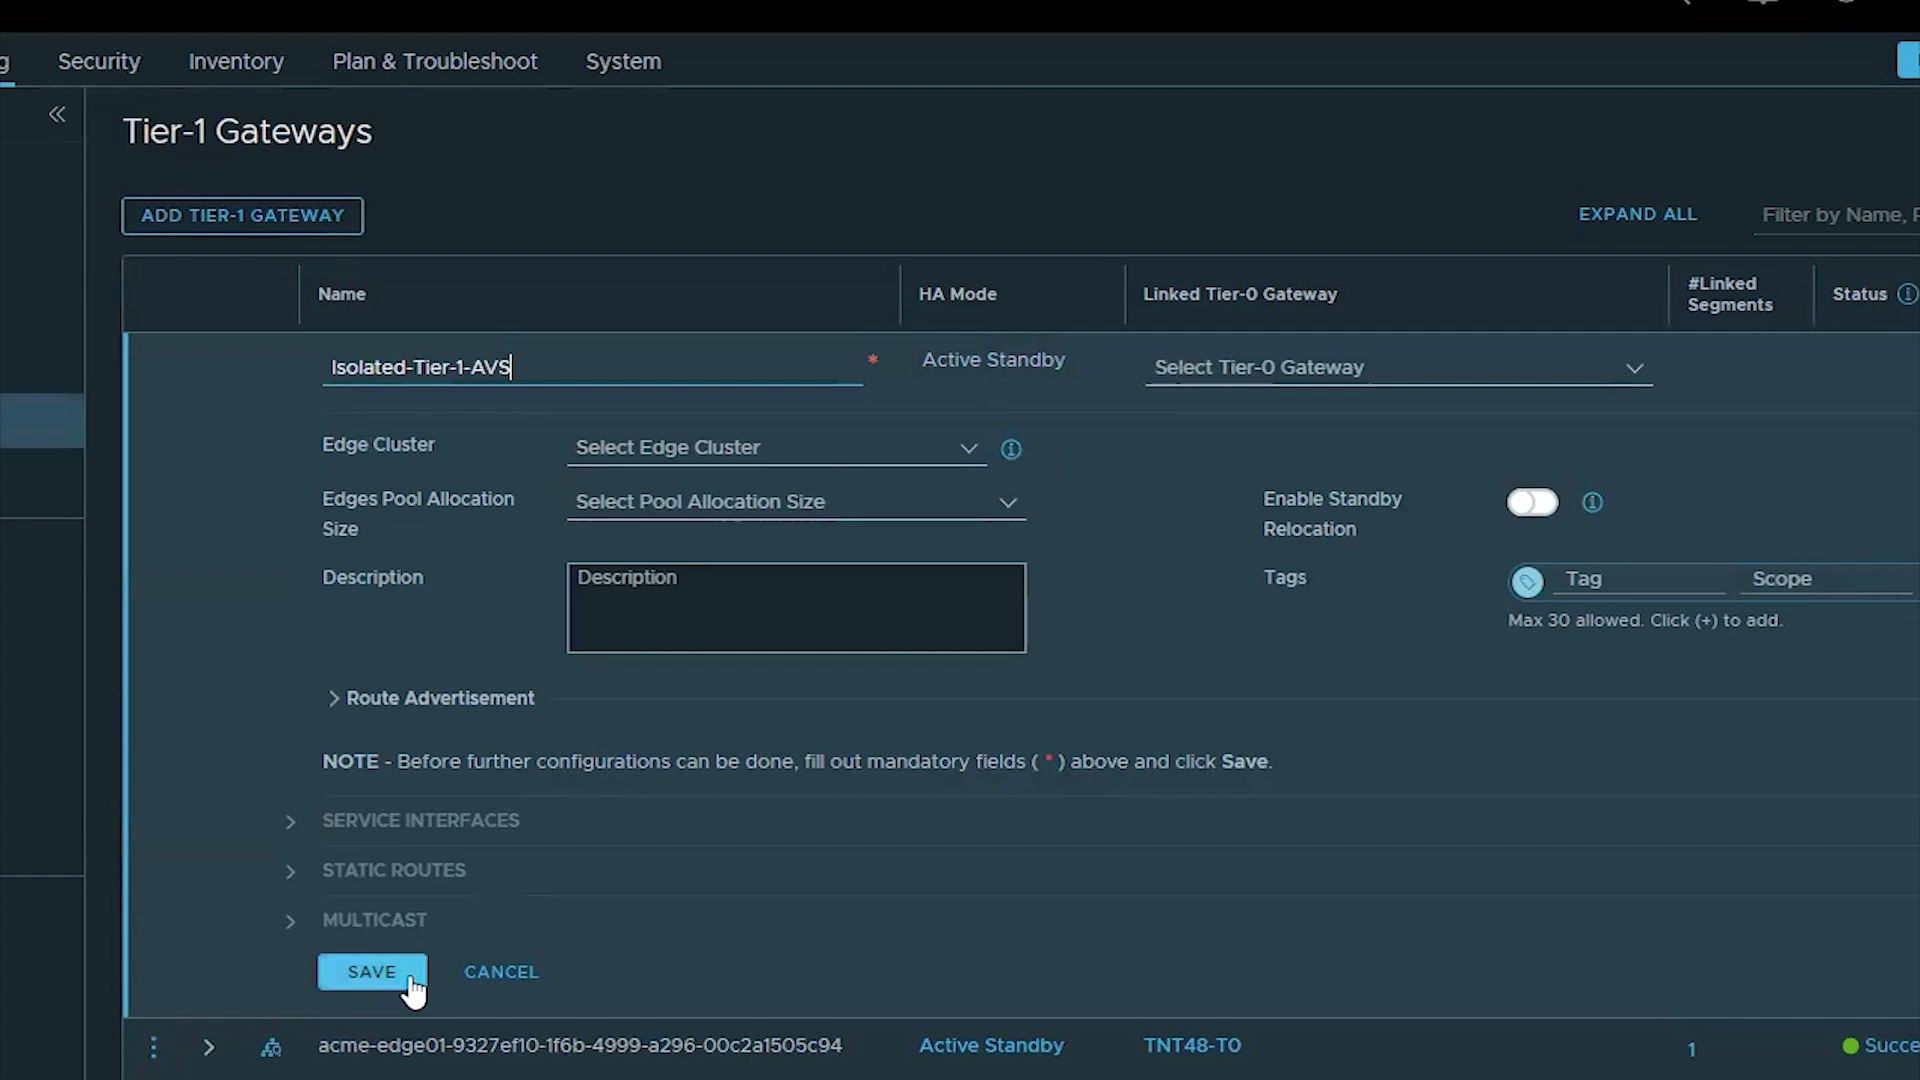 g Security Inventory Plan & Troubleshoot System
Tier-1 Gateways
ADD TIER-1 GATEWAY EXPAND ALL Filter by Name,
Name HA Mode Linked Tier-0 Gateway #Linked Segments Status
Isolated-Tier-1-AVS * Active Standby Select Tier-0 Gateway
Edge Cluster Select Edge Cluster
Edges Pool Allocation Size Select Pool Allocation Size Enable Standby Relocation
Description Description Tags Tag Scope
Max 30 allowed. Click (+) to add.
Route Advertisement
NOTE - Before further configurations can be done, fill out mandatory fields ( * ) above and click Save.
SERVICE INTERFACES
STATIC ROUTES
MULTICAST
SAVE CANCEL
acme-edge01-9327ef10-1f6b-4999-a296-00c2a1505c94 Active Standby TNT48-T0 1 Succe